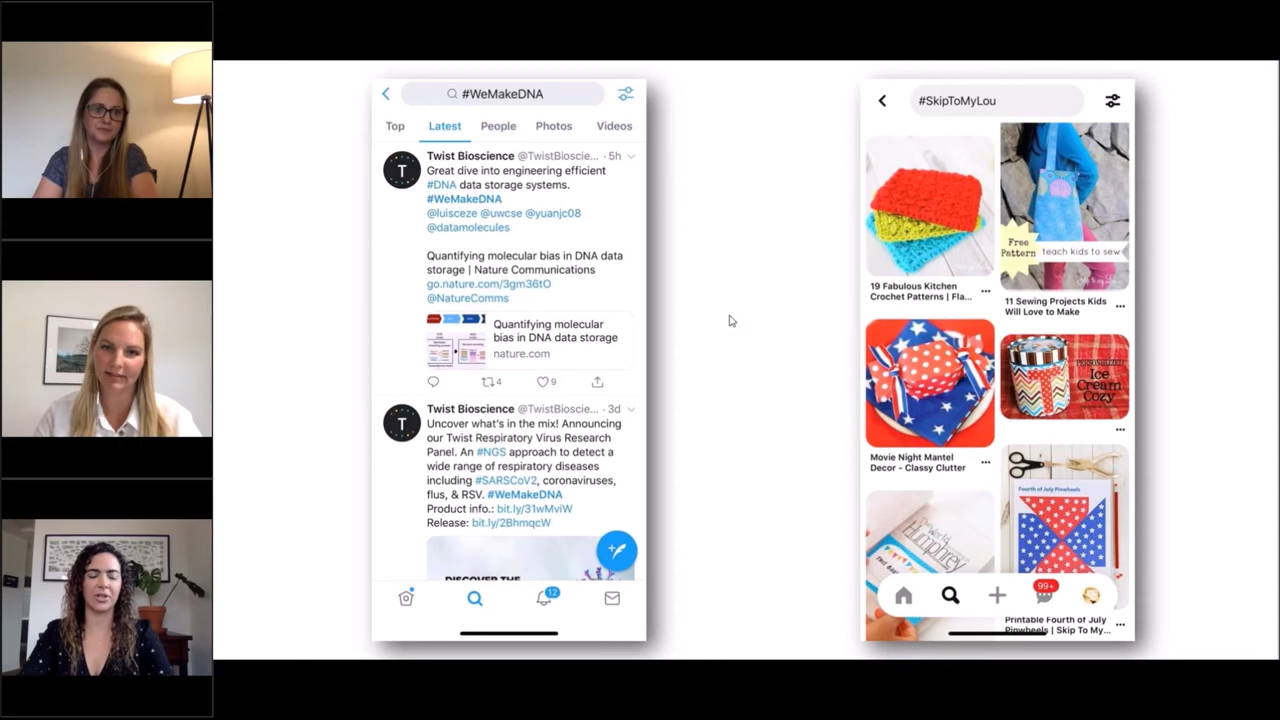 #WeMakeDNA
Top Latest People Photos Videos
T
Twist Bioscience @TwistBioscie... · 5h
Great dive into engineering efficient
#DNA data storage systems.
#WeMakeDNA
@luisceze @uwcse @yuanjc08
@datamolecules
Quantifying molecular bias in DNA data
storage | Nature Communications
go.nature.com/3gm36tO
@NatureComms
Quantifying molecular
bias in DNA data storage
nature.com
4 9
T
Twist Bioscience @TwistBioscie... · 3d
Uncover what's in the mix! Announcing
our Twist Respiratory Virus Research
Panel. An #NGS approach to detect a
wide range of respiratory diseases
including #SARSCoV2, coronaviruses,
flus, & RSV. #WeMakeDNA
Product info.: bit.ly/31wMviW
Release: bit.ly/2BhmqcW
DISCOVER THE
12
#SkipToMyLou
19 Fabulous Kitchen
Crochet Patterns | Fla...
Free
Pattern
teach kids to sew
11 Sewing Projects Kids
Will Love to Make
Movie Night Mantel
Decor - Classy Clutter
PERSONALIZED
Ice
Cream
Cozy
World
Humphrey
Fourth of July Pinwheels
99+
Printable Fourth of July
Pinwheels | Skip To My...